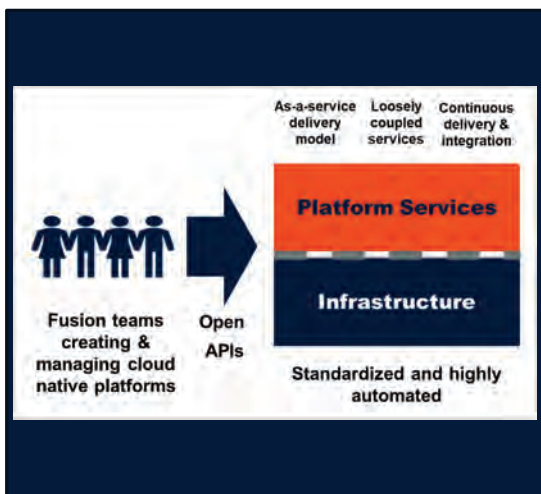 As-a-service
delivery
model
Loosely
coupled
services
Continuous
delivery &
integration
Platform Services
Infrastructure
Fusion teams
creating &
managing cloud
native platforms
Open
APIs
Standardized and highly
automated